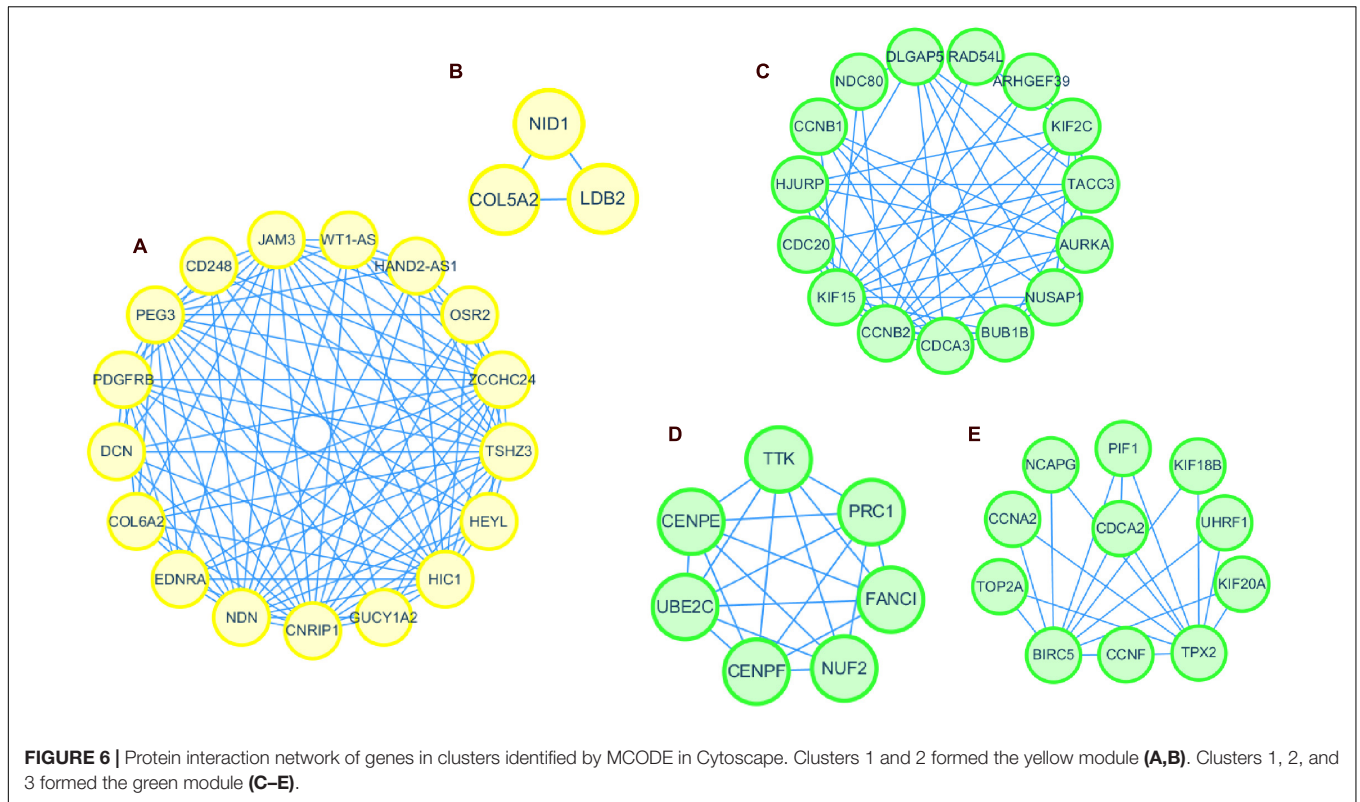 A
JAM3
WT1-AS
CD248
HAND2-AS1
PEG3
OSR2
PDGFRB
ZCCHC24
DCN
TSHZ3
COL6A2
HEYL
EDNRA
HIC1
NDN
GUCY1A2
CNRIP1
B
NID1
COL5A2
LDB2
C
DLGAP5
RAD54L
NDC80
ARHGEF39
CCNB1
KIF2C
HJURP
TACC3
CDC20
AURKA
KIF15
NUSAP1
CCNB2
BUB1B
CDCA3
D
TTK
CENPE
PRC1
UBE2C
FANCI
CENPF
NUF2
E
PIF1
NCAPG
KIF18B
CCNA2
CDCA2
UHRF1
TOP2A
KIF20A
BIRC5
CCNF
TPX2
FIGURE 6 | Protein interaction network of genes in clusters identified by MCODE in Cytoscape. Clusters 1 and 2 formed the yellow module (A,B). Clusters 1, 2, and
3 formed the green module (C–E).